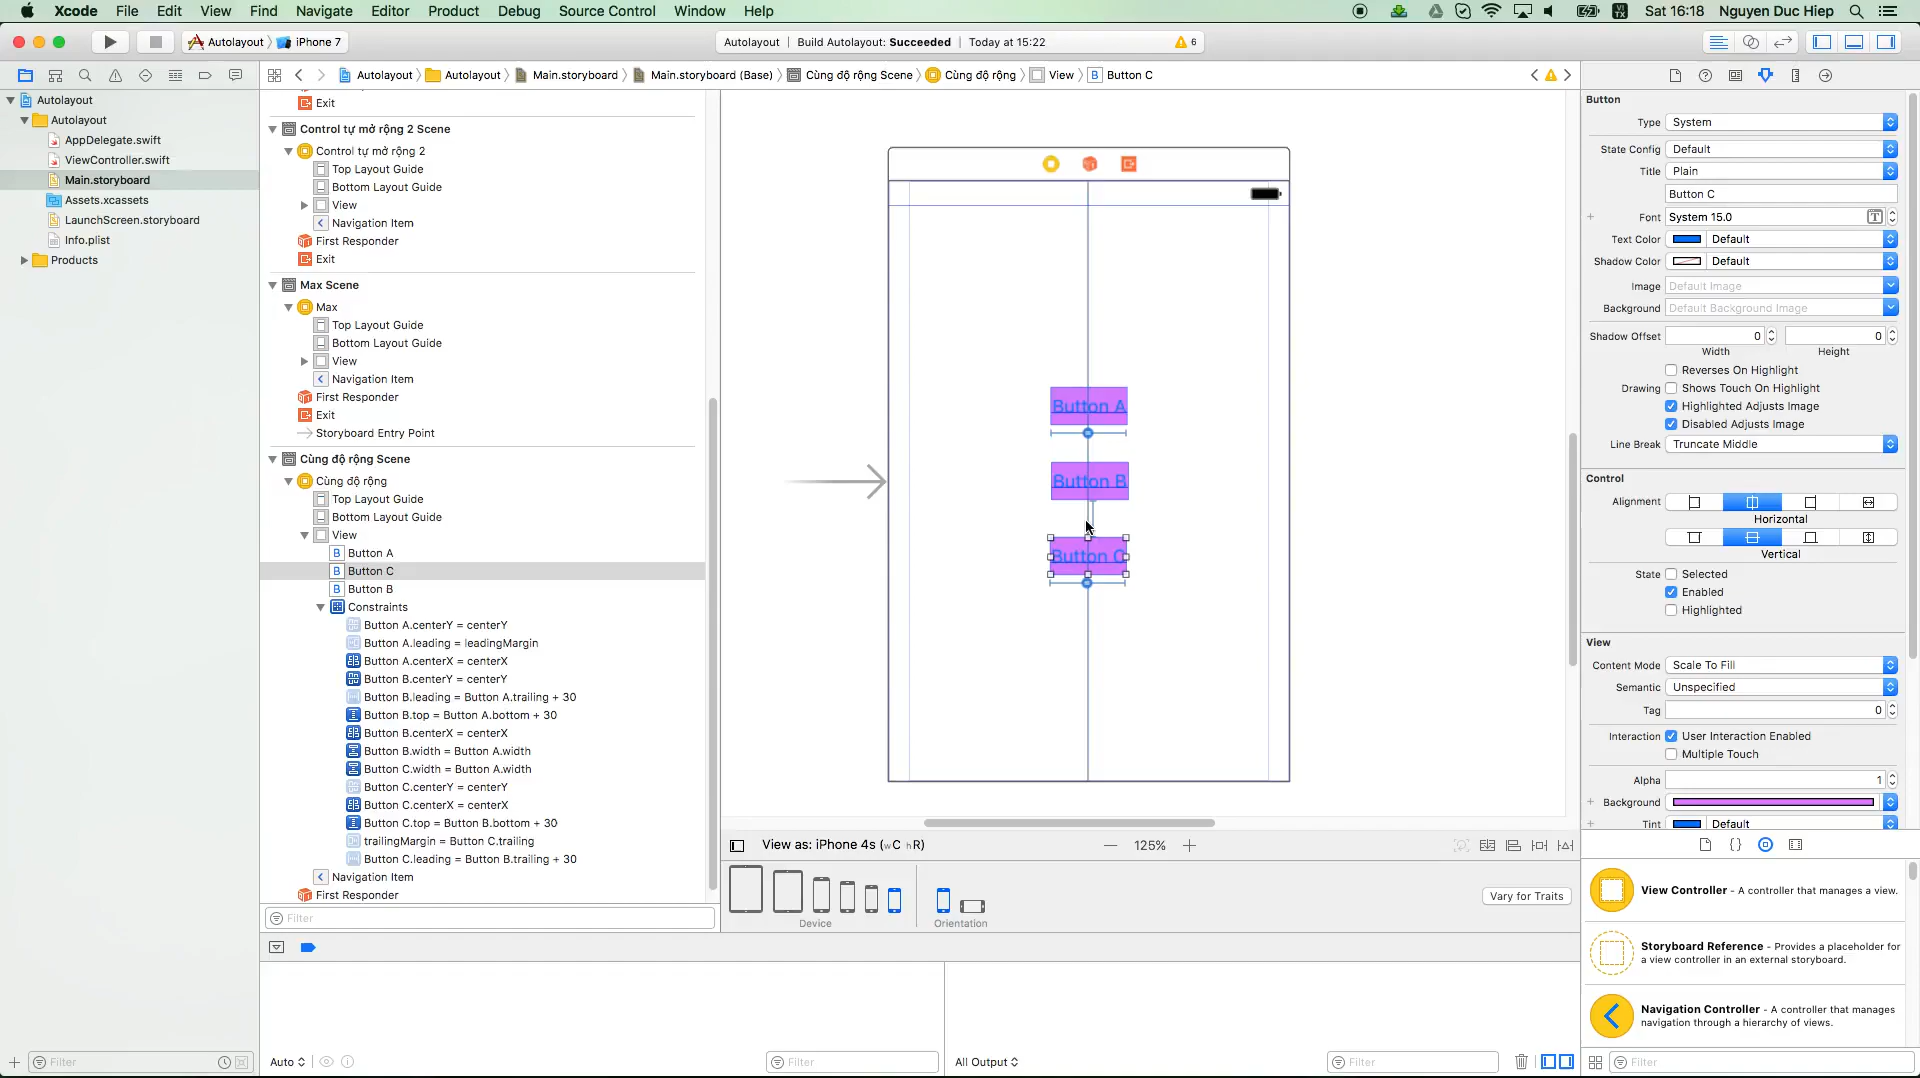 Xcode File Edit View Find Navigate Editor Product Debug Source Control Window Help
Sat 16:18 Nguyen Duc Hiep
Autolayout iPhone 7
Autolayout | Build Autolayout: Succeeded | Today at 15:22
6
Autolayout Autolayout Main.storyboard Main.storyboard (Base) Cùng độ rộng Scene Cùng độ rộng View B Button C
Autolayout
Autolayout
AppDelegate.swift
ViewController.swift
Main.storyboard
Assets.xcassets
LaunchScreen.storyboard
Info.plist
Products
Exit
Control tự mở rộng 2 Scene
Control tự mở rộng 2
Top Layout Guide
Bottom Layout Guide
View
Navigation Item
First Responder
Exit
Max Scene
Max
Top Layout Guide
Bottom Layout Guide
View
Navigation Item
First Responder
Exit
Storyboard Entry Point
Cùng độ rộng Scene
Cùng độ rộng
Top Layout Guide
Bottom Layout Guide
View
B Button A
B Button C
B Button B
Constraints
Button A.centerY = centerY
Button A.leading = leadingMargin
Button A.centerX = centerX
Button B.centerY = centerY
Button B.leading = Button A.trailing + 30
Button B.top = Button A.bottom + 30
Button B.centerX = centerX
Button B.width = Button A.width
Button C.width = Button A.width
Button C.centerY = centerY
Button C.centerX = centerX
Button C.top = Button B.bottom + 30
trailingMargin = Button C.trailing
Button C.leading = Button B.trailing + 30
Navigation Item
First Responder
Filter
Button A
Button B
Button C
View as: iPhone 4s (wC hR)
125%
Device
Orientation
Vary for Traits
Button
Type System
State Config Default
Title Plain
Button C
Font System 15.0
Text Color Default
Shadow Color Default
Image Default Image
Background Default Background Image
Shadow Offset 0 0
Width Height
Reverses On Highlight
Drawing Shows Touch On Highlight
Highlighted Adjusts Image
Disabled Adjusts Image
Line Break Truncate Middle
Control
Alignment
Horizontal
Vertical
State Selected
Enabled
Highlighted
View
Content Mode Scale To Fill
Semantic Unspecified
Tag 0
Interaction User Interaction Enabled
Multiple Touch
Alpha 1
Background
Tint Default
View Controller - A controller that manages a view.
Storyboard Reference - Provides a placeholder for
a view controller in an external storyboard.
Navigation Controller - A controller that manages
navigation through a hierarchy of views.
Filter
Auto
Filter
All Output
Filter
Filter